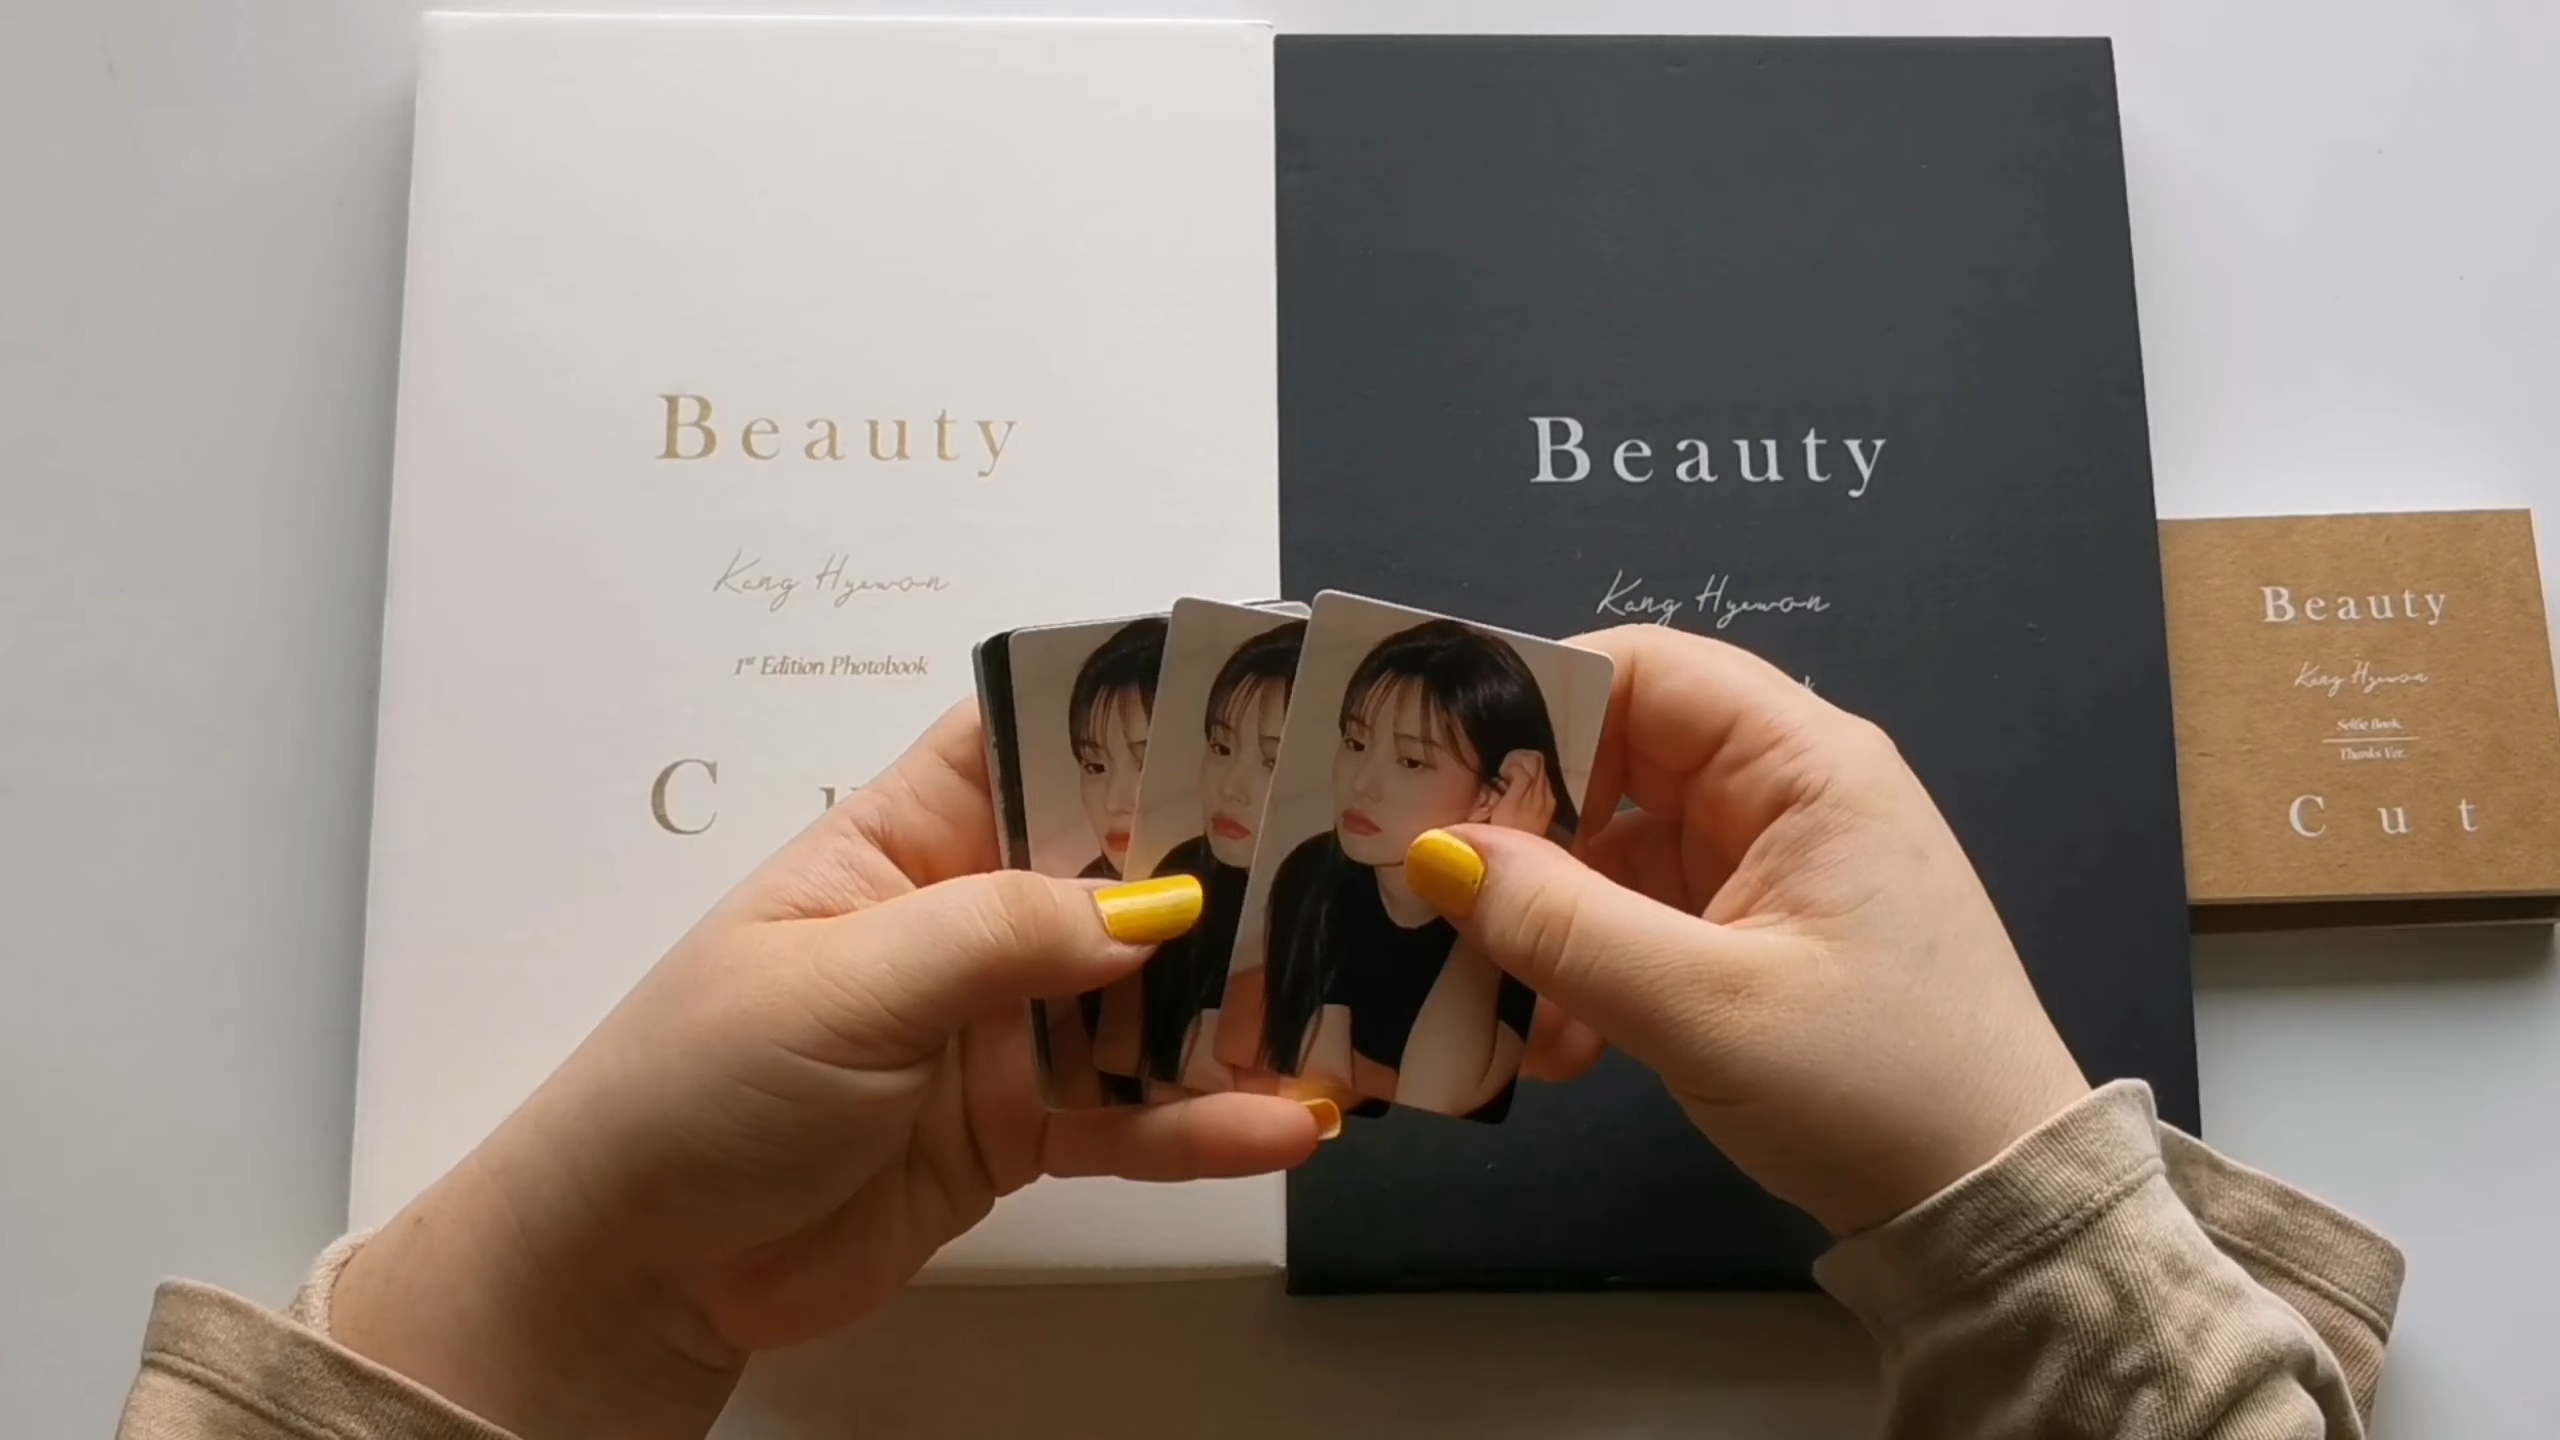 Beauty
Kang Hyewon
1st Edition Photobook
C
Beauty
Kang Hyewon
Beauty
Kang Hyewon
Selfie Book
Thanks Ver.
Cut